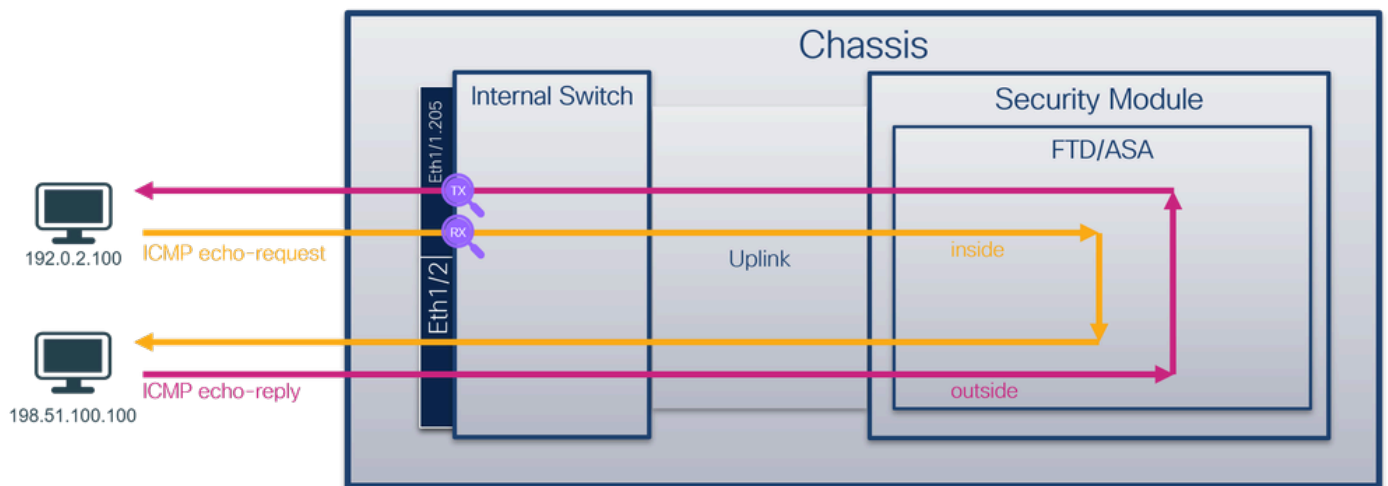 Chassis
Internal Switch
Security Module
FTD/ASA
Eth1/1.205
TX
192.0.2.100
ICMP echo-request
RX
Uplink
inside
Eth1/2
198.51.100.100
ICMP echo-reply
outside